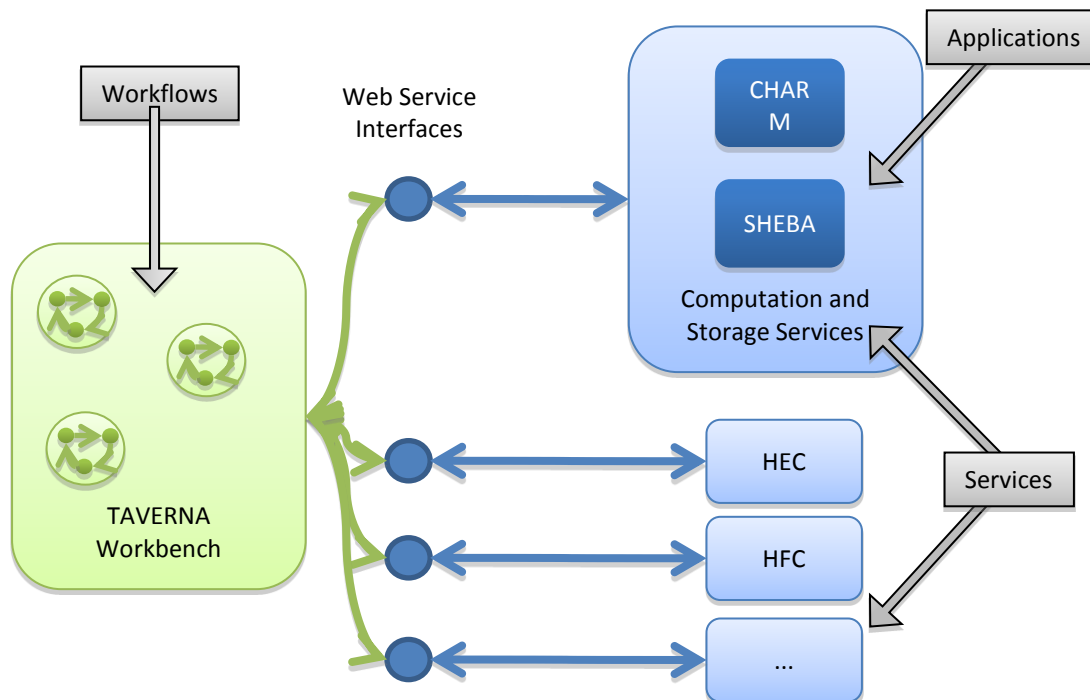 Applications
Workflows
Web Service
Interfaces
CHAR
M
SHEBA
Computation and
Storage Services
HEC
Services
TAVERNA
Workbench
HFC
...